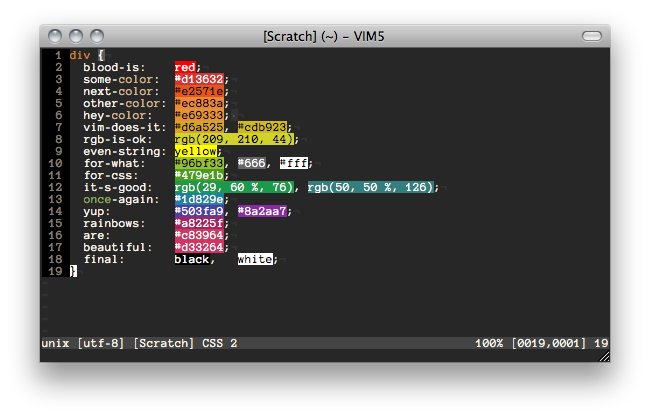 [Scratch] (~) - VIM5
1 div {
2 blood-is: red;
3 some-color: #d13632;
4 next-color: #e2571e;
5 other-color: #ec883a;
6 hey-color: #e69333;
7 vim-does-it: #d6a525, #cdb923;
8 rgb-is-ok: rgb(209, 210, 44);
9 even-string: yellow;
10 for-what: #96bf33, #666, #fff;
11 for-css: #479e1b;
12 it-s-good: rgb(29, 60 %, 76), rgb(50, 50 %, 126);
13 once-again: #1d829e;
14 yup: #503fa9, #8a2aa7;
15 rainbows: #a8225f;
16 are: #c83964;
17 beautiful: #d33264;
18 final: black, white;
19 }
unix [utf-8] [Scratch] CSS 2 100% [0019,0001] 19